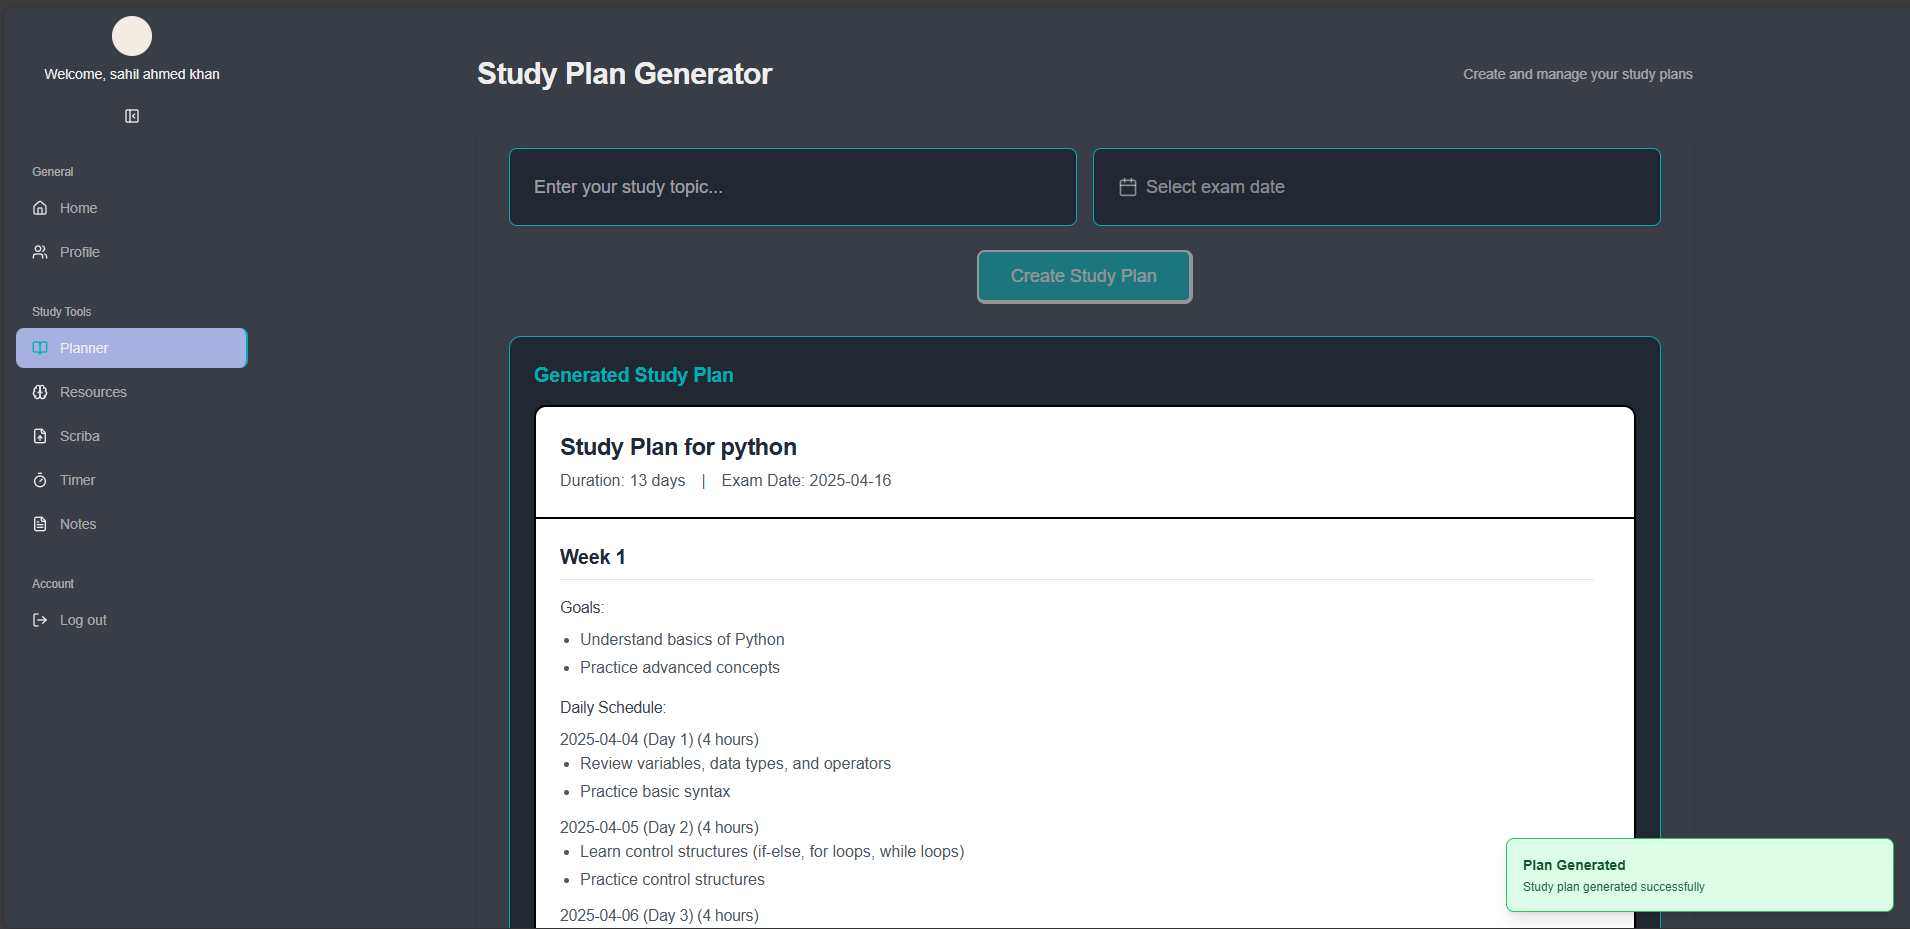 Welcome, sahil ahmed khan
General
Home
Profile
Study Tools
Planner
Resources
Scriba
Timer
Notes
Account
Log out
Study Plan Generator
Create and manage your study plans
Enter your study topic...
Select exam date
Create Study Plan
Generated Study Plan
Study Plan for python
Duration: 13 days | Exam Date: 2025-04-16
Week 1
Goals:
• Understand basics of Python
• Practice advanced concepts
Daily Schedule:
2025-04-04 (Day 1) (4 hours)
• Review variables, data types, and operators
• Practice basic syntax
2025-04-05 (Day 2) (4 hours)
• Learn control structures (if-else, for loops, while loops)
• Practice control structures
2025-04-06 (Day 3) (4 hours)
Plan Generated
Study plan generated successfully